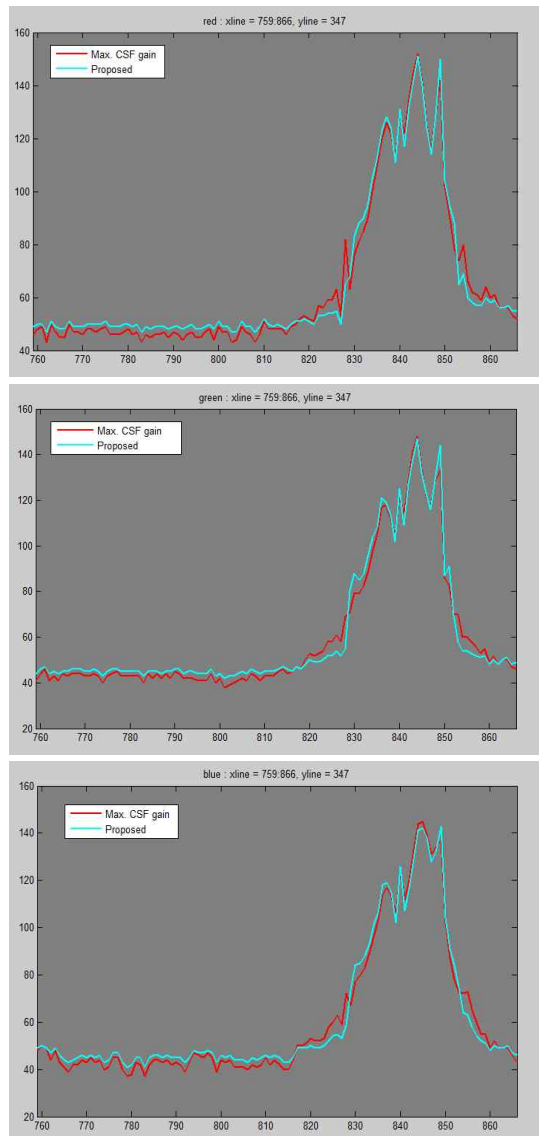 red : xline = 759:866, yline = 347
160
Max. CSF gain
Proposed
140
120
100
80
60
40
760 770 780 790 800 810 820 830 840 850 860
green : xline = 759:866, yline = 347
160
Max. CSF gain
Proposed
140
120
100
80
60
40
20
760 770 780 790 800 810 820 830 840 850 860
blue : xline = 759:866, yline = 347
160
Max. CSF gain
Proposed
140
120
100
80
60
40
20
760 770 780 790 800 810 820 830 840 850 860